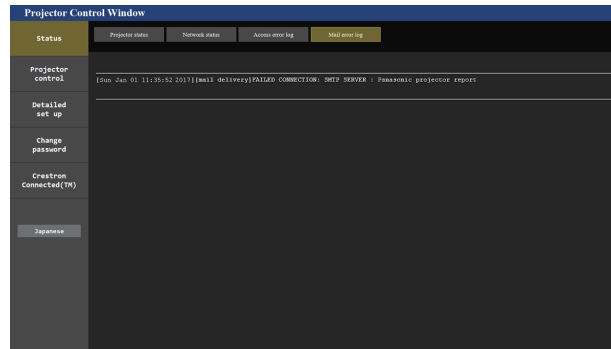 Projector Control Window
Status
Projector status
Network status
Access error log
Mail error log
Projector
control
[Sun Jan 01 11:35:52 2017][mail delivery]FAILED CONNECTION: SMTP SERVER : Panasonic projector report
Detailed
set up
Change
password
Crestron
Connected(TM)
Japanese